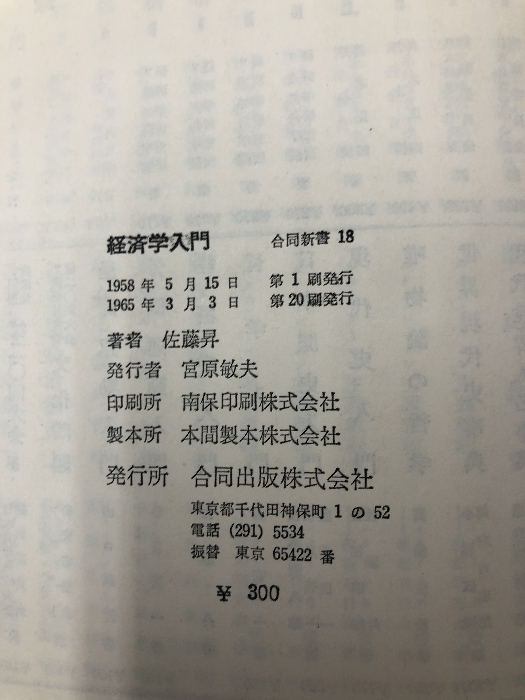 経済学入門 合同新書 18
1958 年 5 月 15 日 第 1 刷発行
1965 年 3 月 3 日 第20刷発行
著者 佐藤昇
発行者 宮原敏夫
印刷所 南保印刷株式会社
製本所 本間製本株式会社
発行所 合同出版株式会社
東京都千代田神保町 1 の 52
電話 (291) 5534
振替 東京 65422 番
¥ 300